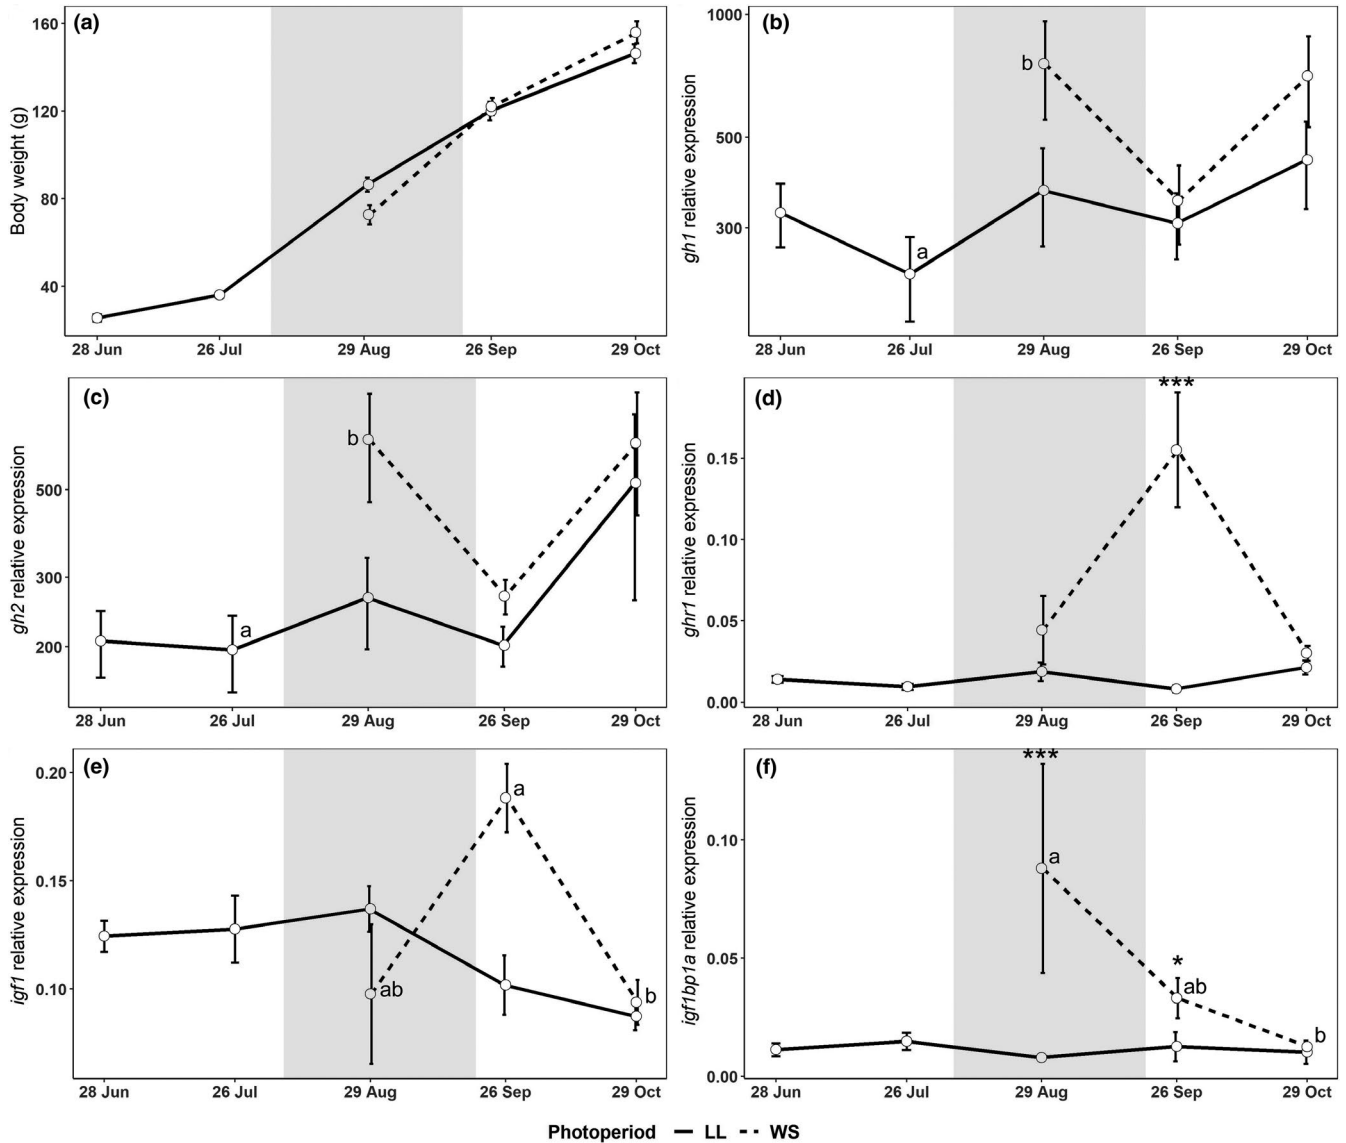 (a)
Body weight (g)
160
120
80
40
28 Jun 26 Jul 29 Aug 26 Sep 29 Oct
(b)
gh1 relative expression
1000
500
300
b
a
28 Jun 26 Jul 29 Aug 26 Sep 29 Oct
(c)
gh2 relative expression
500
300
200
b
a
28 Jun 26 Jul 29 Aug 26 Sep 29 Oct
(d)
ghr1 relative expression
***
0.15
0.10
0.05
0.00
28 Jun 26 Jul 29 Aug 26 Sep 29 Oct
(e)
igf1 relative expression
0.20
0.15
0.10
a
ab
b
28 Jun 26 Jul 29 Aug 26 Sep 29 Oct
(f)
igf1bp1a relative expression
***
0.10
0.05
0.00
a
*
ab
b
28 Jun 26 Jul 29 Aug 26 Sep 29 Oct
Photoperiod LL WS